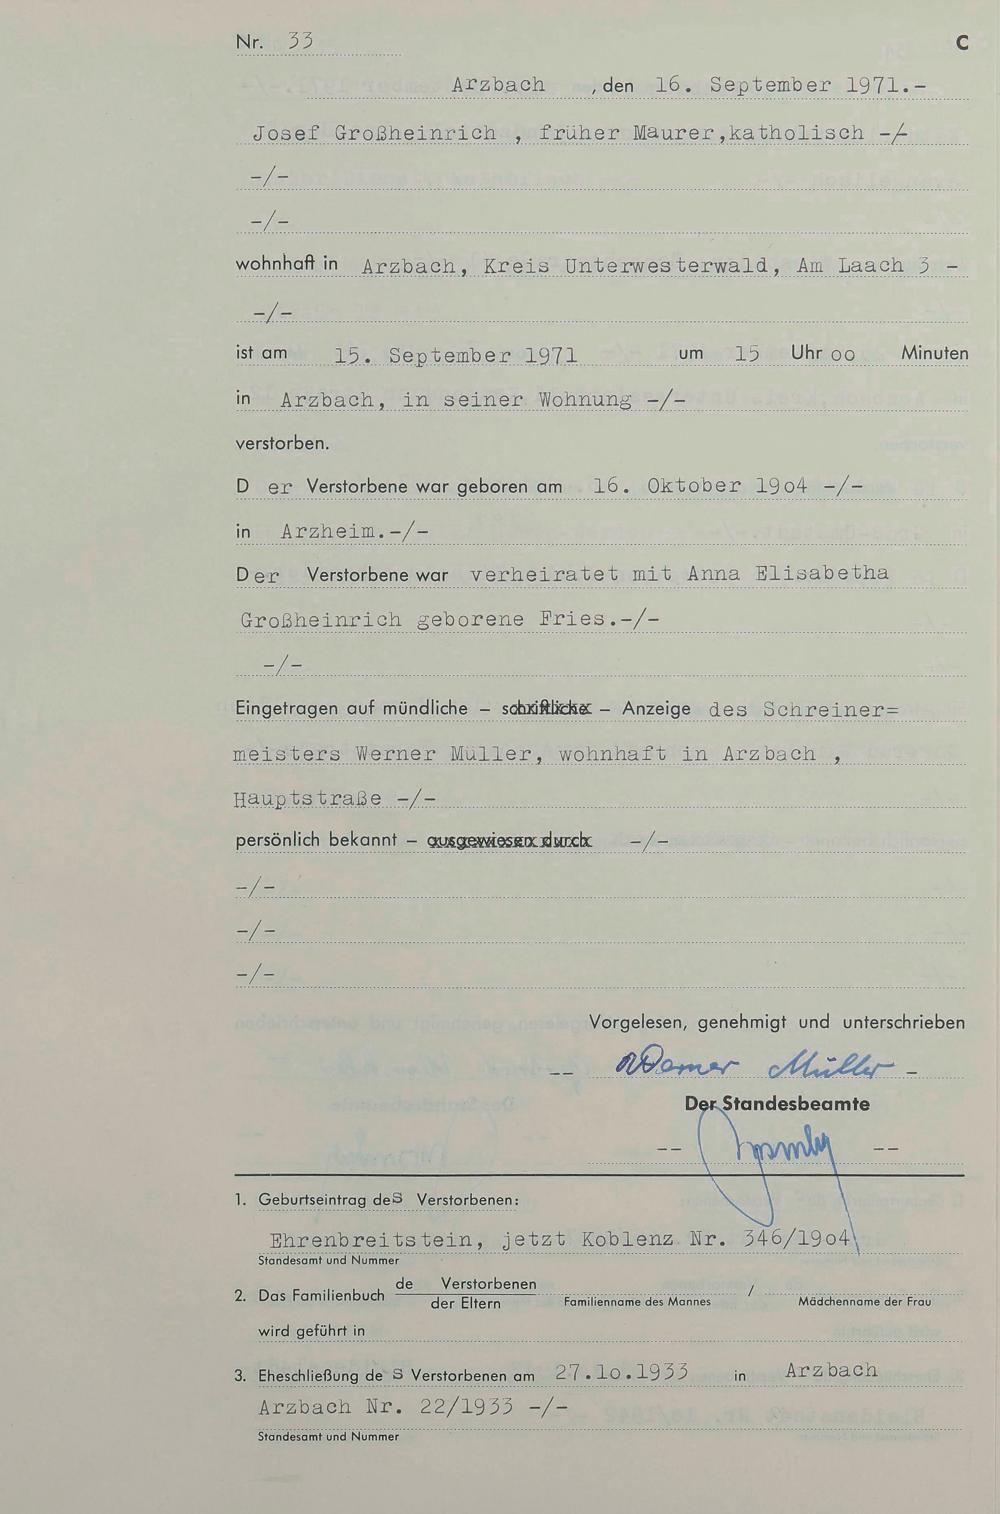 Nr. 33 C
Arzbach , den 16. September 1971.-
Josef Großheinrich , früher Maurer,katholisch -/-
-/-
-/-
wohnhaft in Arzbach, Kreis Unterwesterwald, Am Laach 3 -
-/-
ist am 15. September 1971 um 15 Uhr oo Minuten
in Arzbach, in seiner Wohnung -/-
verstorben.
D er Verstorbene war geboren am 16. Oktober 19o4 -/-
in Arzheim.-/-
Der Verstorbene war verheiratet mit Anna Elisabetha
Großheinrich geborene Fries.-/-
-/-
Eingetragen auf mündliche – schriftliche – Anzeige des Schreiner=
meisters Werner Müller, wohnhaft in Arzbach ,
Hauptstraße -/-
persönlich bekannt – ausgewiesen durch -/-
-/-
-/-
-/-
Vorgelesen, genehmigt und unterschrieben
-- Werner Müller -
Der Standesbeamte
-- --
1. Geburtseintrag des Verstorbenen:
Ehrenbreitstein, jetzt Koblenz Nr. 346/19o4
Standesamt und Nummer
2. Das Familienbuch de Verstorbenen / der Eltern Familienname des Mannes / Mädchenname der Frau
wird geführt in
3. Eheschließung de s Verstorbenen am 27.1o.1933 in Arzbach
Arzbach Nr. 22/1933 -/-
Standesamt und Nummer